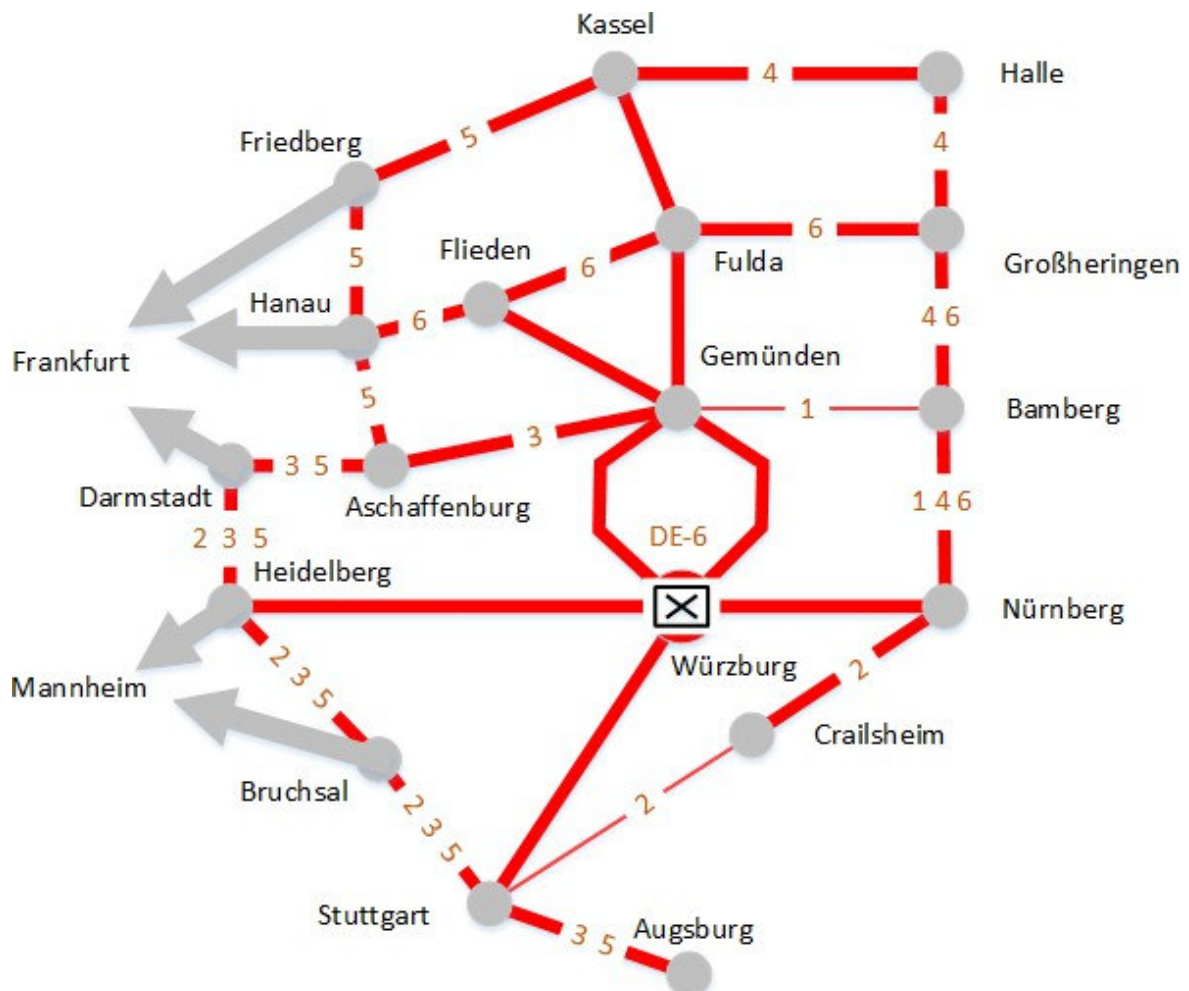 Kassel
4
Halle
5
Friedberg
4
Flieden
6
5
6
Fulda
Großheringen
Hanau
6
4 6
Frankfurt
Gemünden
5
3
1
Bamberg
3 5
Darmstadt
Aschaffenburg
1 4 6
2 3 5
DE-6
Heidelberg
Nürnberg
2 3 5
Würzburg
2
Mannheim
Crailsheim
Bruchsal
2
2 3 5
Stuttgart
3 5
Augsburg